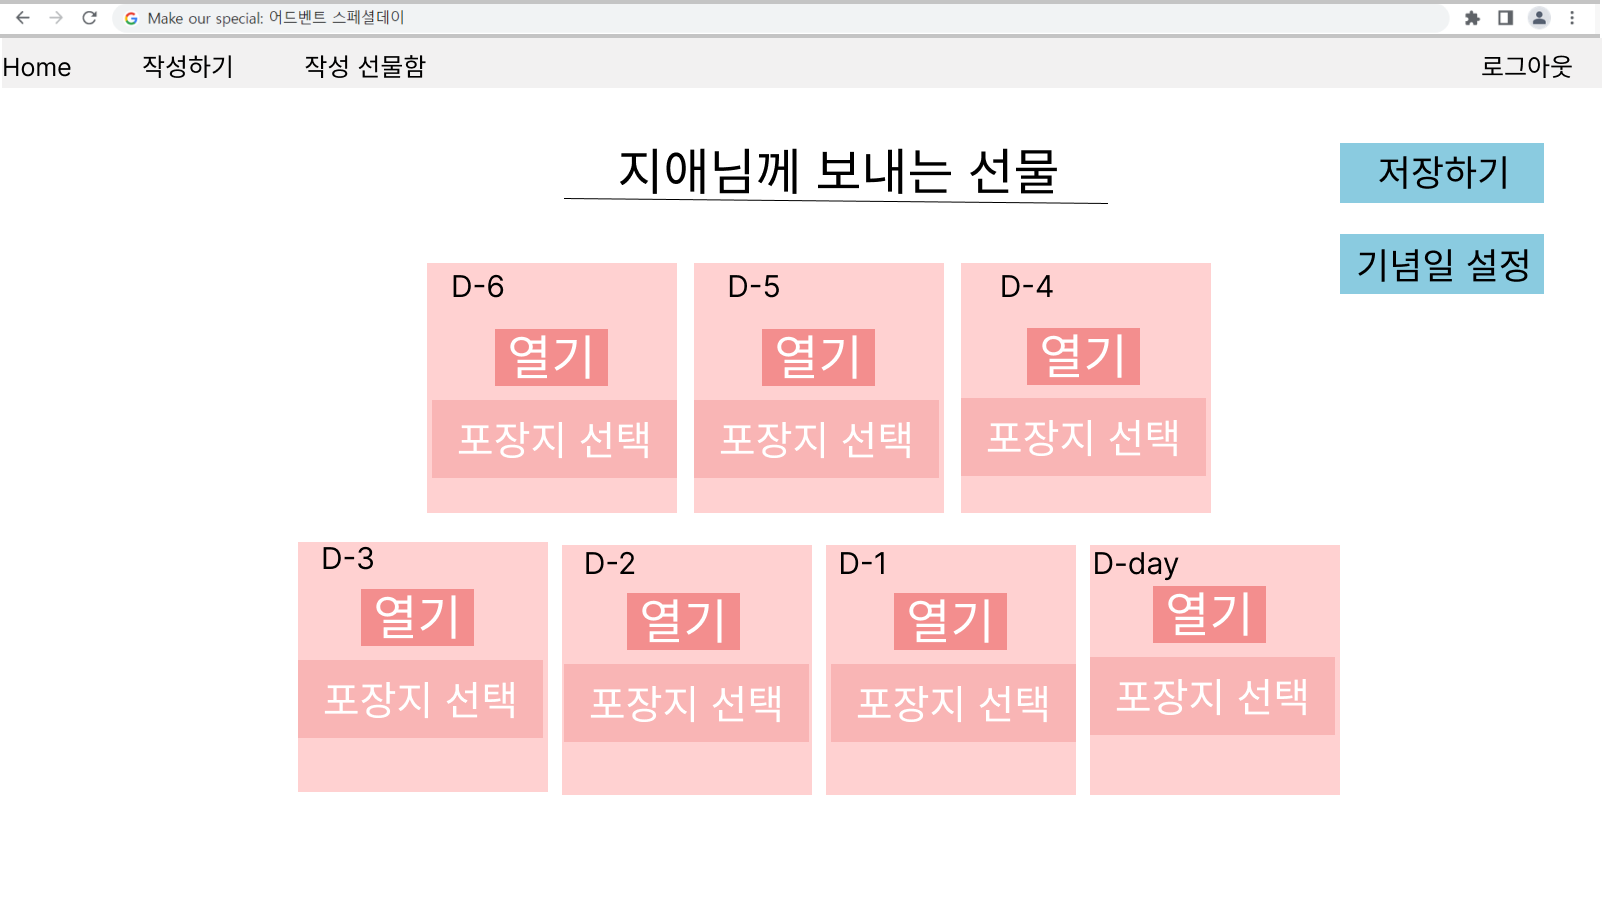 Make our special: 어드벤트 스페셜데이
Home 작성하기 작성 선물함 로그아웃
지애님께 보내는 선물
저장하기
기념일 설정
D-6 D-5 D-4
열기 열기 열기
포장지 선택 포장지 선택 포장지 선택
D-3 D-2 D-1 D-day
열기 열기 열기 열기
포장지 선택 포장지 선택 포장지 선택 포장지 선택